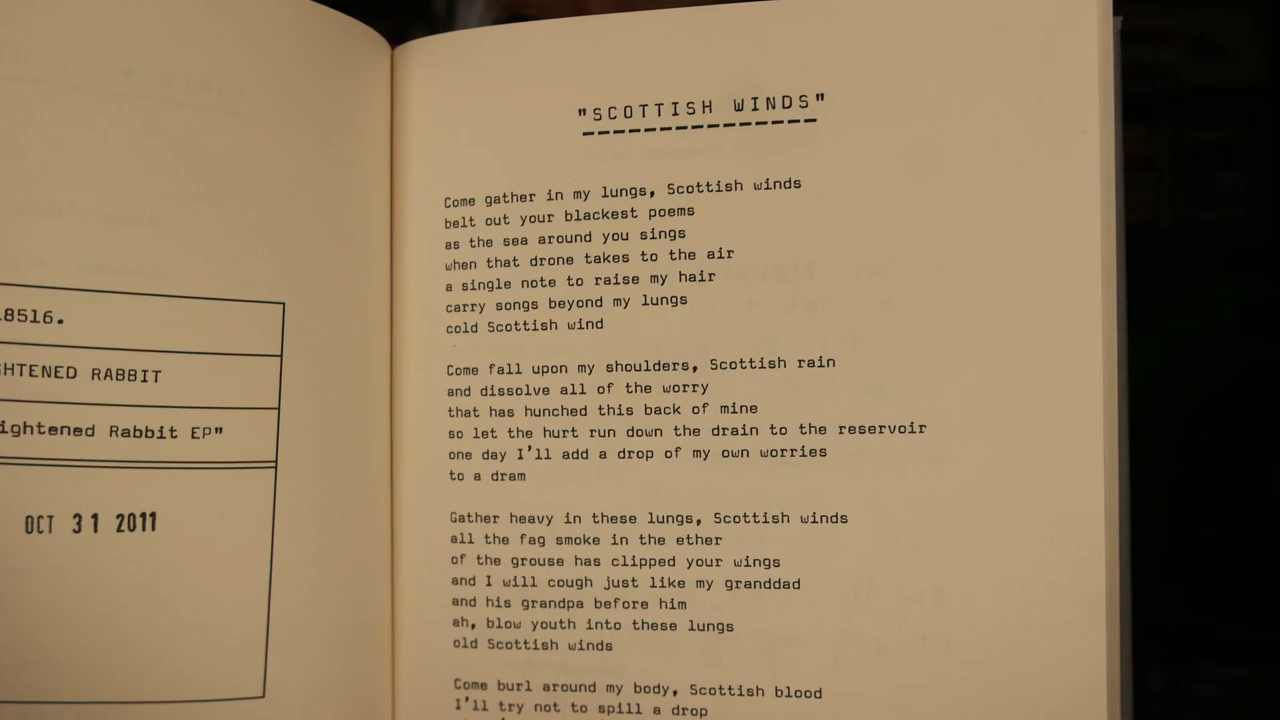 8516.
HTENED RABBIT
ightened Rabbit EP"
OCT 31 2011
"SCOTTISH WINDS"
Come gather in my lungs, Scottish winds
belt out your blackest poems
as the sea around you sings
when that drone takes to the air
a single note to raise my hair
carry songs beyond my lungs
cold Scottish wind
Come fall upon my shoulders, Scottish rain
and dissolve all of the worry
that has hunched this back of mine
so let the hurt run down the drain to the reservoir
one day I'll add a drop of my own worries
to a dram
Gather heavy in these lungs, Scottish winds
all the fag smoke in the ether
of the grouse has clipped your wings
and I will cough just like my granddad
and his grandpa before him
ah, blow youth into these lungs
old Scottish winds
Come burl around my body, Scottish blood
I'll try not to spill a drop